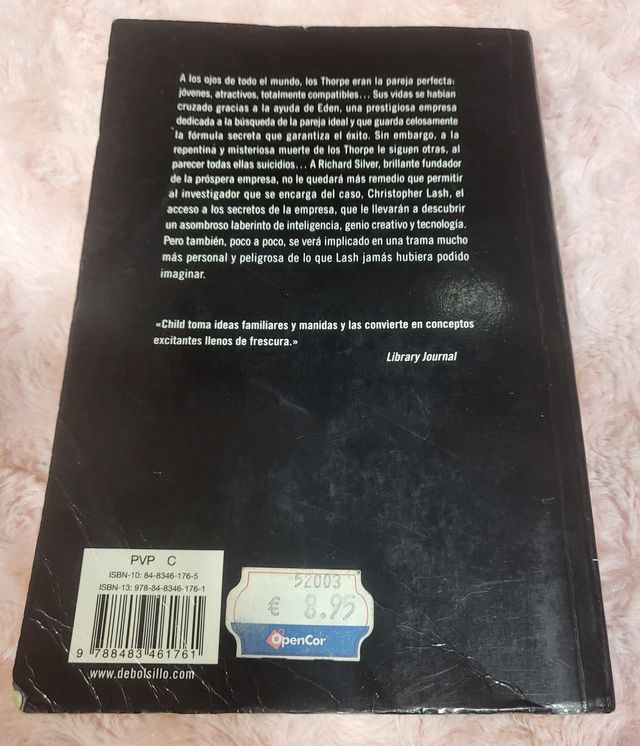 A los ojos de todo el mundo, los Thorpe eran la pareja perfecta:
jóvenes, atractivos, totalmente compatibles... Sus vidas se habían
cruzado gracias a la ayuda de Eden, una prestigiosa empresa
dedicada a la búsqueda de la pareja ideal y que guarda celosamente
la fórmula secreta que garantiza el éxito. Sin embargo, a la
repentina y misteriosa muerte de los Thorpe le siguen otras, al
parecer todas ellas suicidios... A Richard Silver, brillante fundador
de la próspera empresa, no le quedará más remedio que permitir
al investigador que se encarga del caso, Christopher Lash, el
acceso a los secretos de la empresa, que le llevarán a descubrir
un asombroso laberinto de inteligencia, genio creativo y tecnología.
Pero también, poco a poco, se verá implicado en una trama mucho
más personal y peligrosa de lo que Lash jamás hubiera podido
imaginar.
«Child toma ideas familiares y manidas y las convierte en conceptos
excitantes llenos de frescura.»
Library Journal
PVP C
ISBN-10: 84-8346-176-5
ISBN-13: 978-84-8346-176-1
9 788483 461761
www.debolsillo.com
52003
€ 8.95
OpenCor